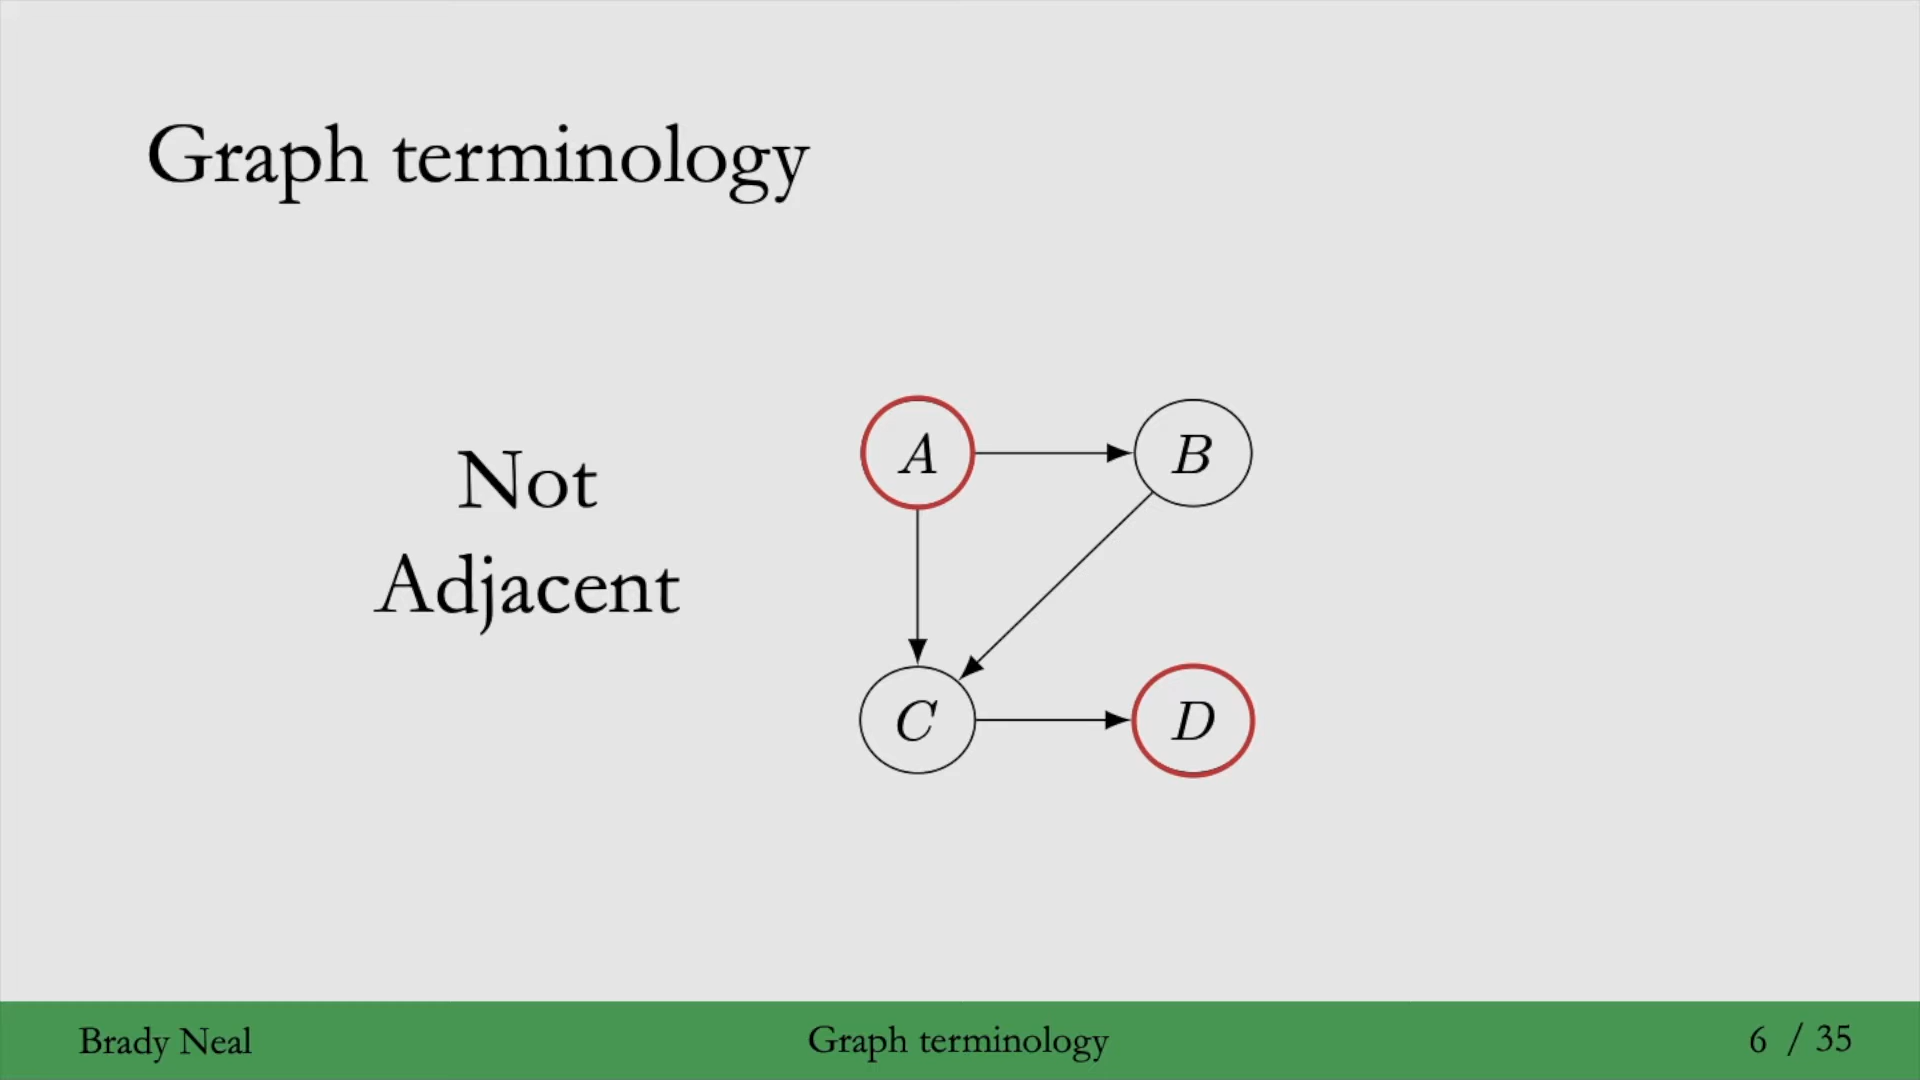 Graph terminology
Not
Adjacent
A
B
C
D
Brady Neal
Graph terminology
6 / 35